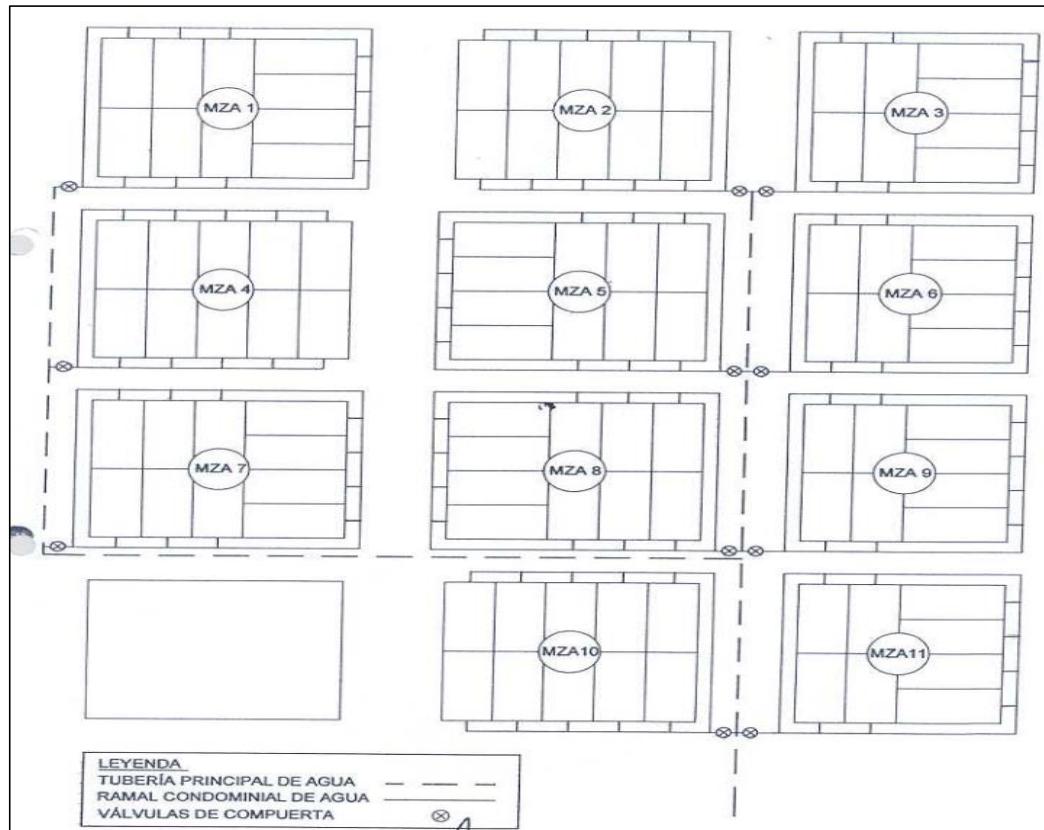 MZA 1
MZA 2
MZA 3
MZA 4
MZA 5
MZA 6
MZA 7
MZA 8
MZA 9
MZA10
MZA11
LEYENDA
TUBERÍA PRINCIPAL DE AGUA
RAMAL CONDOMINIAL DE AGUA
VÁLVULAS DE COMPUERTA